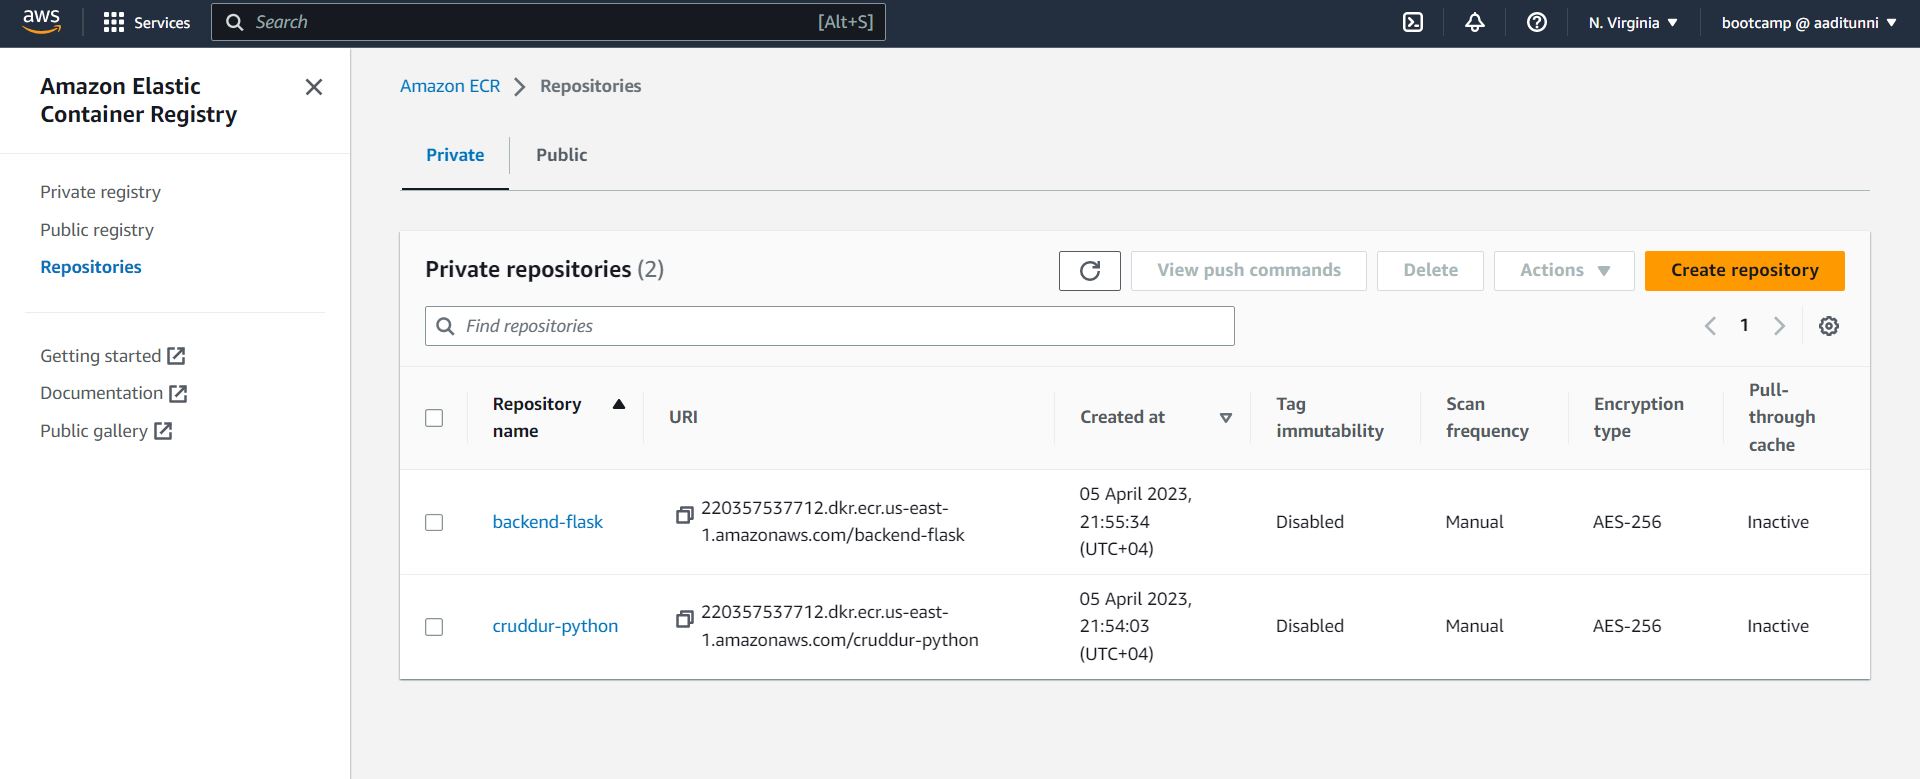 aws
Services
Search
[Alt+S]
N. Virginia
bootcamp @ aaditunni
Amazon Elastic
Container Registry
Private registry
Public registry
Repositories
Getting started
Documentation
Public gallery
Amazon ECR
Repositories
Private
Public
Private repositories (2)
View push commands
Delete
Actions
Create repository
Find repositories
1
Repository
name
URI
Created at
Tag
immutability
Scan
frequency
Encryption
type
Pull-
through
cache
backend-flask
220357537712.dkr.ecr.us-east-
1.amazonaws.com/backend-flask
05 April 2023,
21:55:34
(UTC+04)
Disabled
Manual
AES-256
Inactive
cruddur-python
220357537712.dkr.ecr.us-east-
1.amazonaws.com/cruddur-python
05 April 2023,
21:54:03
(UTC+04)
Disabled
Manual
AES-256
Inactive